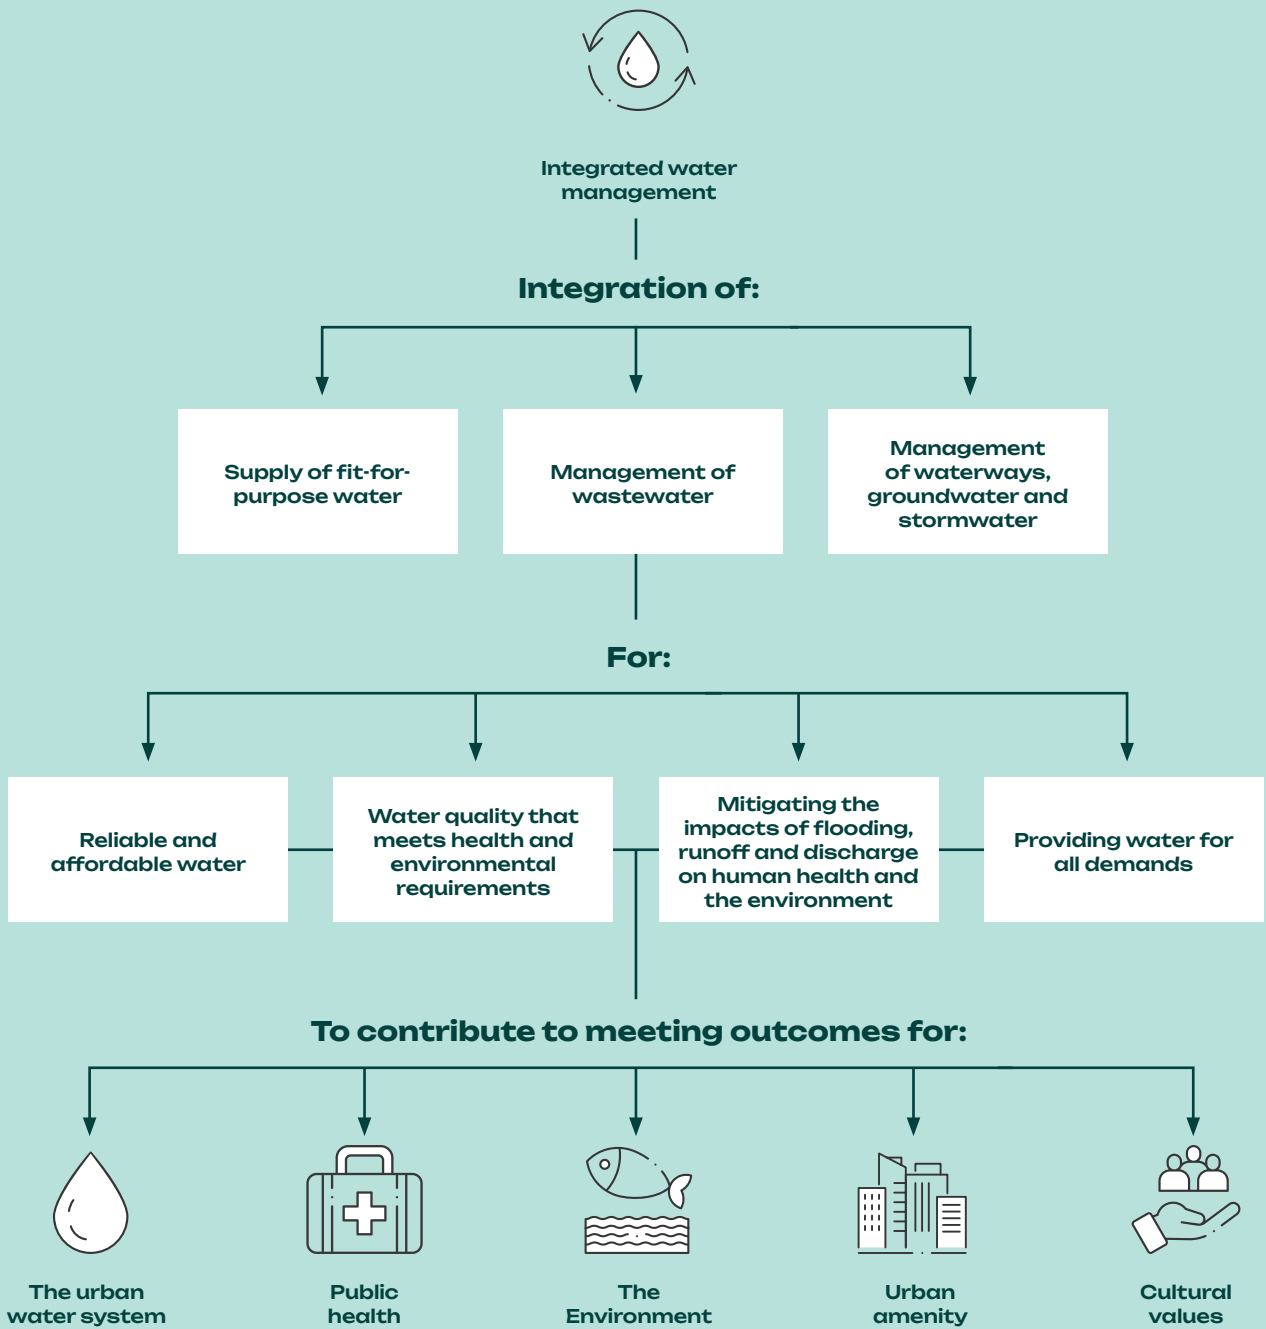 Integrated water
management
Integration of:
Supply of fit-for-
purpose water
Management of
wastewater
Management
of waterways,
groundwater and
stormwater
For:
Reliable and
affordable water
Water quality that
meets health and
environmental
requirements
Mitigating the
impacts of flooding,
runoff and discharge
on human health and
the environment
Providing water for
all demands
To contribute to meeting outcomes for:
The urban
water system
Public
health
The
Environment
Urban
amenity
Cultural
values